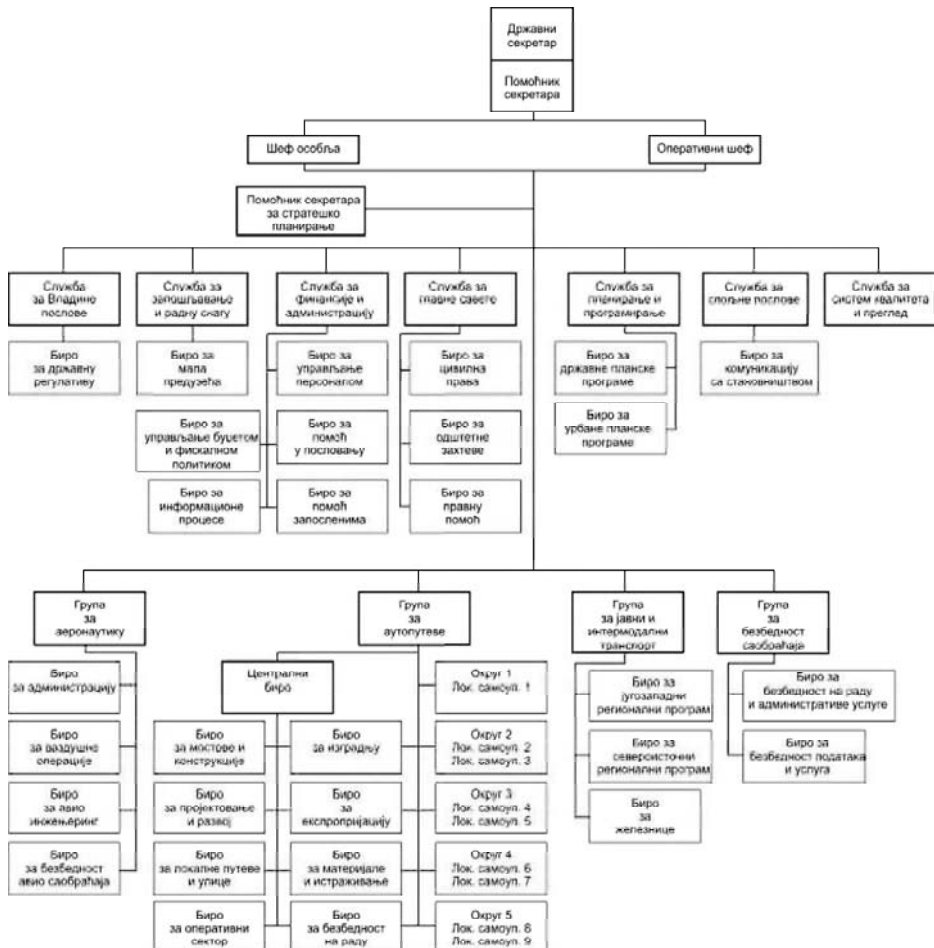 Државни
секретар
Помоћник
секретара
Шеф особља
Оперативни шеф
Помоћник секретара
за стратешко
планирање
Служба
за Владине
послове
Служба за
запошљавање
и радну снагу
Служба за
финансије и
администрацију
Служба за
главне савете
Служба за
планирање и
програмирање
Служба за
спољне послове
Служба за
систем квалитета
и преглед
Биро
за државну
регулативу
Биро за
мала
предузећа
Биро за
управљање
персоналом
Биро за
цивилна
права
Биро за
државне планске
програме
Биро за
комуникацију
са становништвом
Биро за
управљање буџетом
и фискалном
политиком
Биро за
помоћ
у пословању
Биро за
одштетне
захтеве
Биро за
урбане планске
програме
Биро за
информационе
процесе
Биро за
помоћ
запосленима
Биро за
правну
помоћ
Група
за
аеронаутику
Група
за
аутопутеве
Група
за јавни и
интермодални
транспорт
Група
за
безбедност
саобраћаја
Биро
за администрацију
Централни
биро
Округ 1
Лок. самоуп. 1
Биро за
југозападни
регионални програм
Биро за
безбедност на раду
и административе услуге
Биро
за ваздушне
операције
Биро
за мостове и
конструкције
Биро
за изградњу
Округ 2
Лок. самоуп. 2
Лок. самоуп. 3
Биро за
североисточни
регионални програм
Биро за
безбедност података
и услуга
Биро
за авио
инжењеринг
Биро
за пројектовање
и развој
Биро
за
експропријацију
Округ 3
Лок. самоуп. 4
Лок. самоуп. 5
Биро
за
железнице
Биро
за безбедност
авио саобраћаја
Биро
за локалне путеве
и улице
Биро
за материјале
и истраживање
Округ 4
Лок. самоуп. 6
Лок. самоуп. 7
Биро
за оперативни
сектор
Биро
за безбедност
на раду
Округ 5
Лок. самоуп. 8
Лок. самоуп. 9